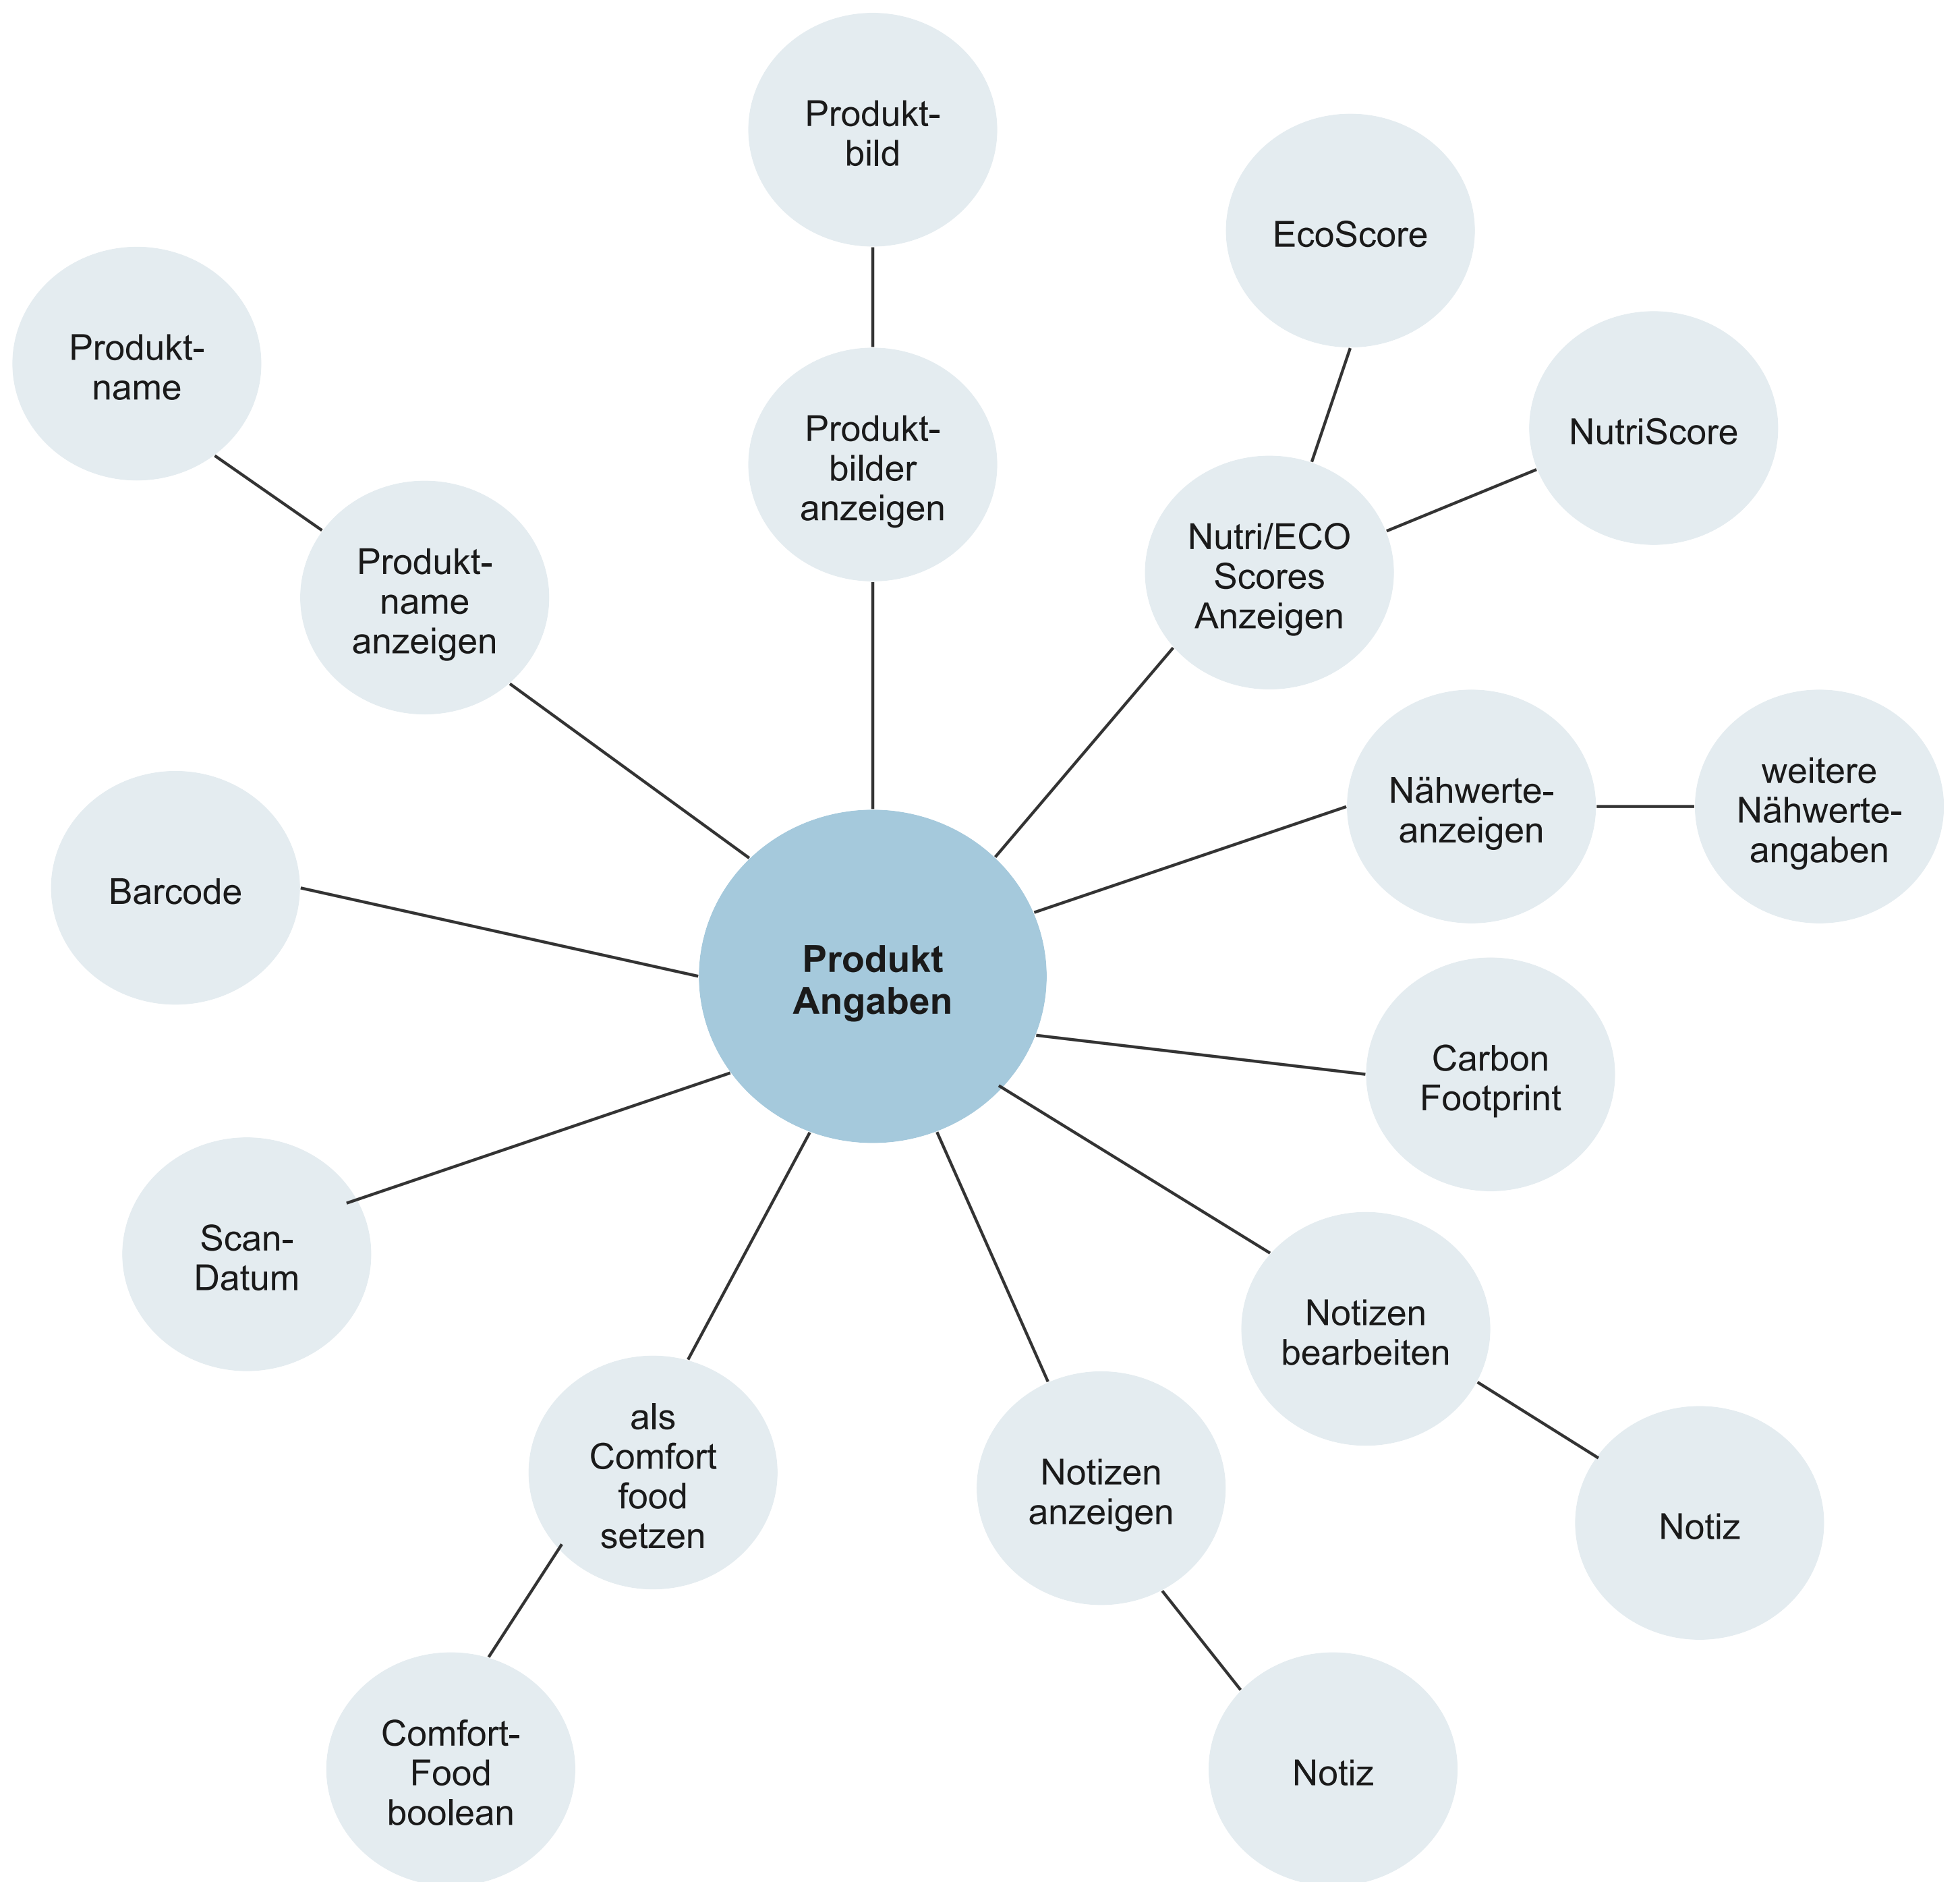 Produkt-
bild
EcoScore
Produkt-
name
NutriScore
Produkt-
bilder
anzeigen
Nutri/ECO
Scores
Anzeigen
Produkt-
name
anzeigen
weitere
Nähwerte-
angaben
Nähwerte-
anzeigen
Barcode
Produkt
Angaben
Carbon
Footprint
Scan-
Datum
Notizen
bearbeiten
als
Comfort
food
setzen
Notizen
anzeigen
Notiz
Comfort-
Food
boolean
Notiz